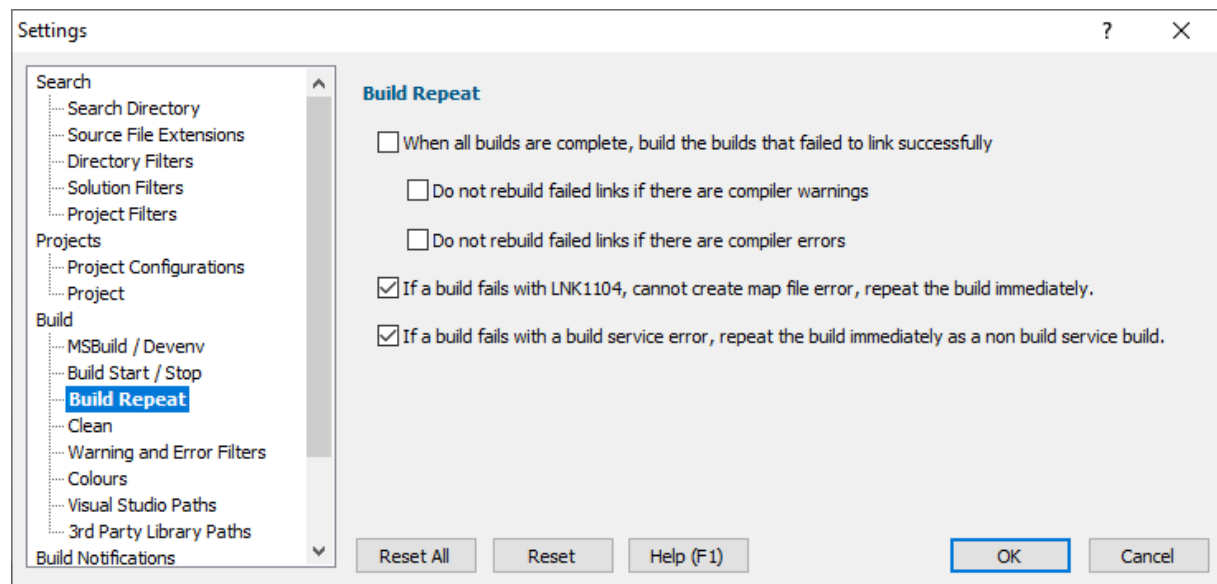 Settings
?
Search
Search Directory
Source File Extensions
Directory Filters
Solution Filters
Project Filters
Projects
Project Configurations
Project
Build
MSBuild / Devenv
Build Start / Stop
Build Repeat
Clean
Warning and Error Filters
Colours
Visual Studio Paths
3rd Party Library Paths
Build Notifications
Build Repeat
When all builds are complete, build the builds that failed to link successfully
Do not rebuild failed links if there are compiler warnings
Do not rebuild failed links if there are compiler errors
If a build fails with LNK1104, cannot create map file error, repeat the build immediately.
If a build fails with a build service error, repeat the build immediately as a non build service build.
Reset All
Reset
Help (F1)
OK
Cancel